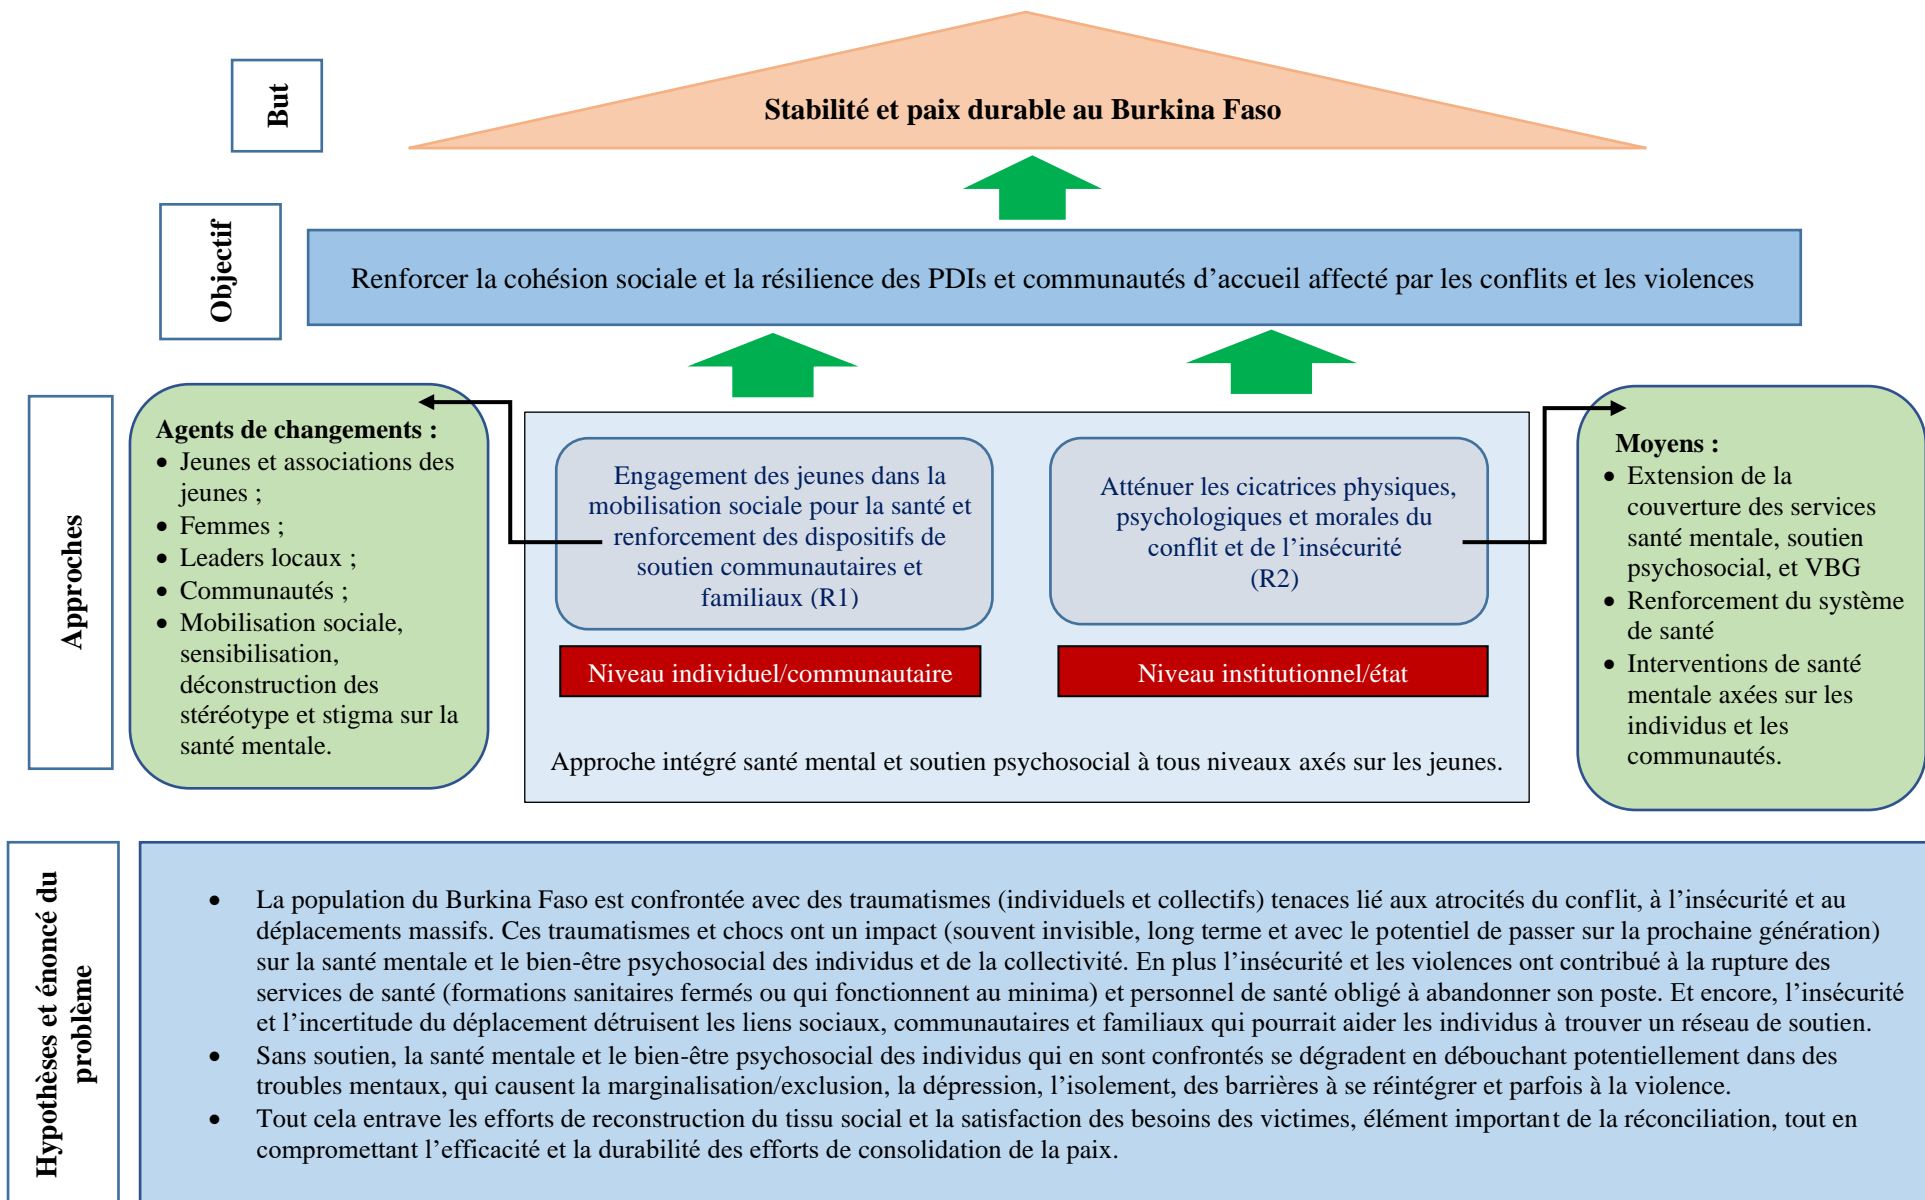 But
Stabilité et paix durable au Burkina Faso
Objectif
Renforcer la cohésion sociale et la résilience des PDIs et communautés d’accueil affecté par les conflits et les violences
Approches
Agents de changements :
• Jeunes et associations des
jeunes ;
• Femmes ;
• Leaders locaux ;
• Communautés ;
• Mobilisation sociale,
sensibilisation,
déconstruction des
stéréotype et stigma sur la
santé mentale.
Engagement des jeunes dans la
mobilisation sociale pour la santé et
renforcement des dispositifs de
soutien communautaires et
familiaux (R1)
Niveau individuel/communautaire
Atténuer les cicatrices physiques,
psychologiques et morales du
conflit et de l’insécurité
(R2)
Niveau institutionnel/état
Approche intégré santé mental et soutien psychosocial à tous niveaux axés sur les jeunes.
Moyens :
• Extension de la
couverture des services
santé mentale, soutien
psychosocial, et VBG
• Renforcement du système
de santé
• Interventions de santé
mentale axées sur les
individus et les
communautés.
Hypothèses et énoncé du
problème
• La population du Burkina Faso est confrontée avec des traumatismes (individuels et collectifs) tenaces lié aux atrocités du conflit, à l’insécurité et au
déplacements massifs. Ces traumatismes et chocs ont un impact (souvent invisible, long terme et avec le potentiel de passer sur la prochaine génération)
sur la santé mentale et le bien-être psychosocial des individus et de la collectivité. En plus l’insécurité et les violences ont contribué à la rupture des
services de santé (formations sanitaires fermés ou qui fonctionnent au minima) et personnel de santé obligé à abandonner son poste. Et encore, l’insécurité
et l’incertitude du déplacement détruisent les liens sociaux, communautaires et familiaux qui pourrait aider les individus à trouver un réseau de soutien.
• Sans soutien, la santé mentale et le bien-être psychosocial des individus qui en sont confrontés se dégradent en débouchant potentiellement dans des
troubles mentaux, qui causent la marginalisation/exclusion, la dépression, l’isolement, des barrières à se réintégrer et parfois à la violence.
• Tout cela entrave les efforts de reconstruction du tissu social et la satisfaction des besoins des victimes, élément important de la réconciliation, tout en
compromettant l’efficacité et la durabilité des efforts de consolidation de la paix.